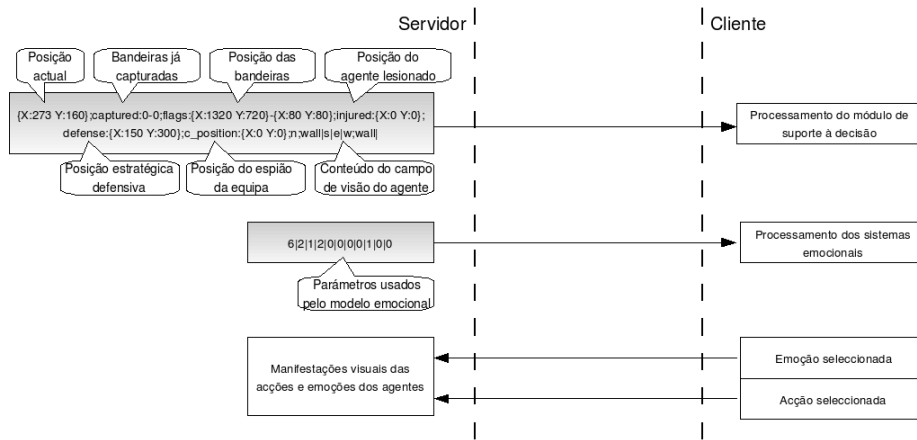 Servidor
Cliente
Posição
actual
Bandeiras já
capturadas
Posição das
bandeiras
Posição do
agente lesionado
{X:273 Y:160};captured:0-0;flags:{X:1320 Y:720}-{X:80 Y:80};injured:{X:0 Y:0};
defense:{X:150 Y:300};c_position:{X:0 Y:0};n;wall|s|e|w;wall|
Posição estratégica
defensiva
Posição do espião
da equipa
Conteúdo do campo
de visão do agente
Processamento do módulo de
suporte à decisão
6|2|1|2|0|0|0|0|1|0|0
Parámetros usados
pelo modelo emocional
Processamento dos sistemas
emocionais
Manifestações visuais das
acções e emoções dos agentes
Emoção seleccionada
Acção seleccionada